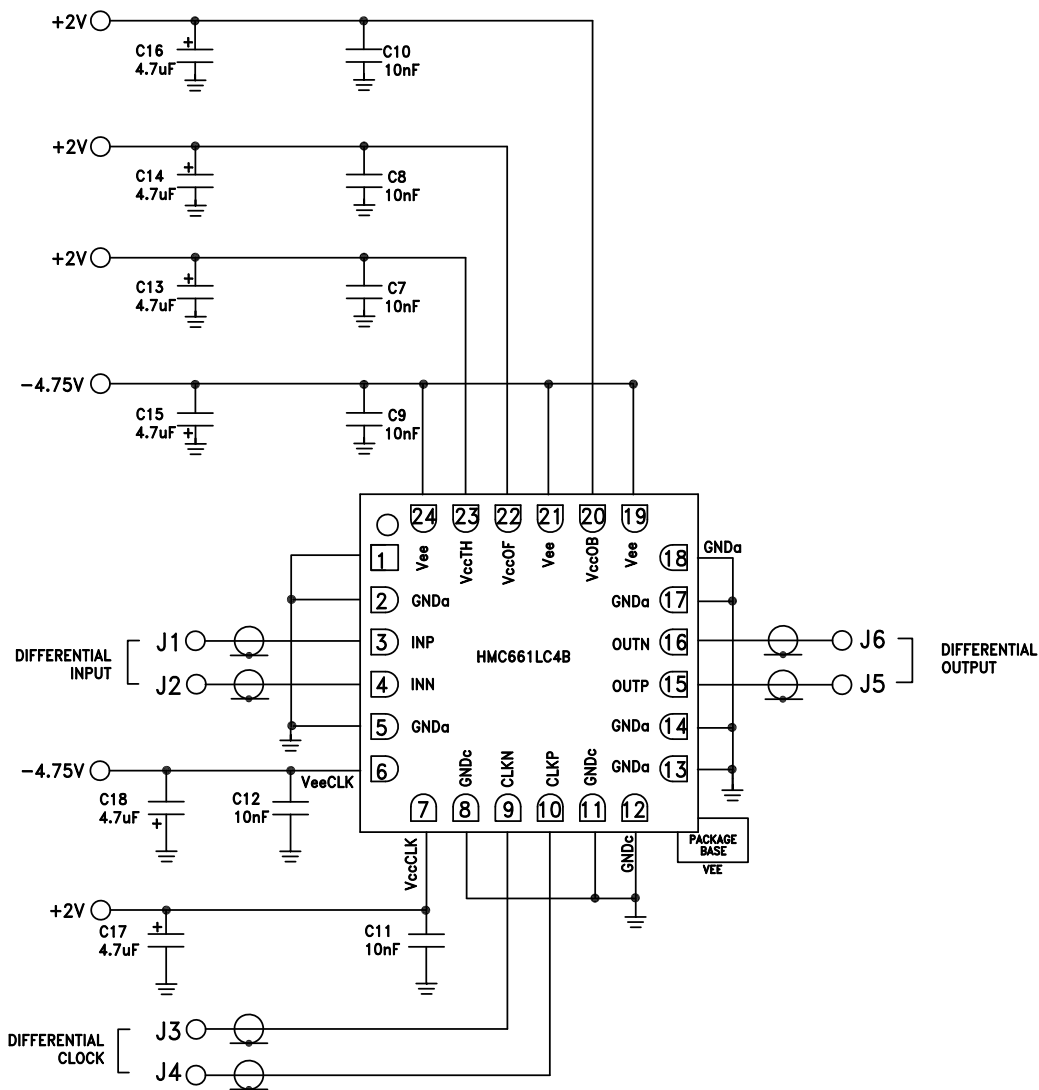 +2V
C16
4.7uF
+
C10
10nF
+2V
C14
4.7uF
+
C8
10nF
+2V
C13
4.7uF
+
C7
10nF
-4.75V
C15
4.7uF
+
C9
10nF
24
23
22
21
20
19
Vee
VccTH
VccOF
Vee
VccOB
Vee
1
18
GNDa
2
GNDa
GNDa
17
DIFFERENTIAL
INPUT
J1
3
INP
HMC661LC4B
OUTN
16
J6
DIFFERENTIAL
OUTPUT
J2
4
INN
OUTP
15
J5
5
GNDa
GNDa
14
-4.75V
VeeCLK
6
GNDa
13
C18
4.7uF
+
C12
10nF
GNDc
CLKN
CLKP
GNDc
7
8
9
10
11
12
VccCLK
GNDc
PACKAGE
BASE
VEE
+2V
C17
4.7uF
+
C11
10nF
DIFFERENTIAL
CLOCK
J3
J4